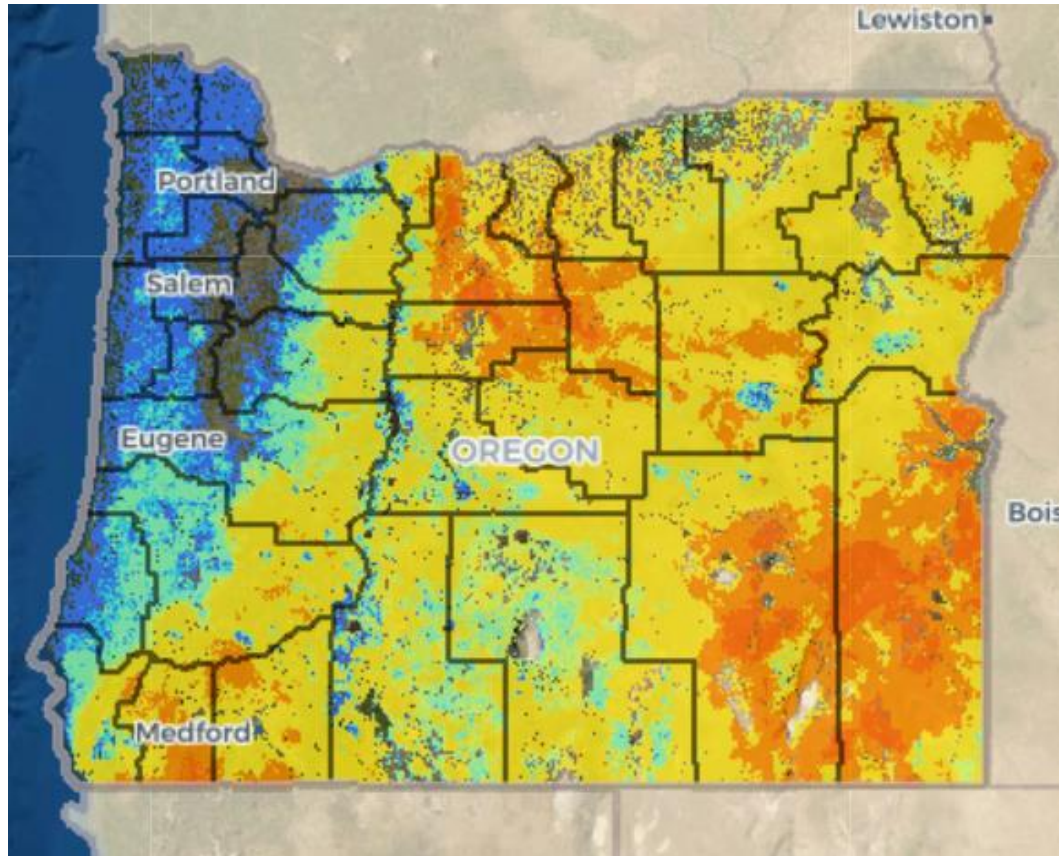 Lewiston
Portland
Salem
Eugene
OREGON
Bois
Medford